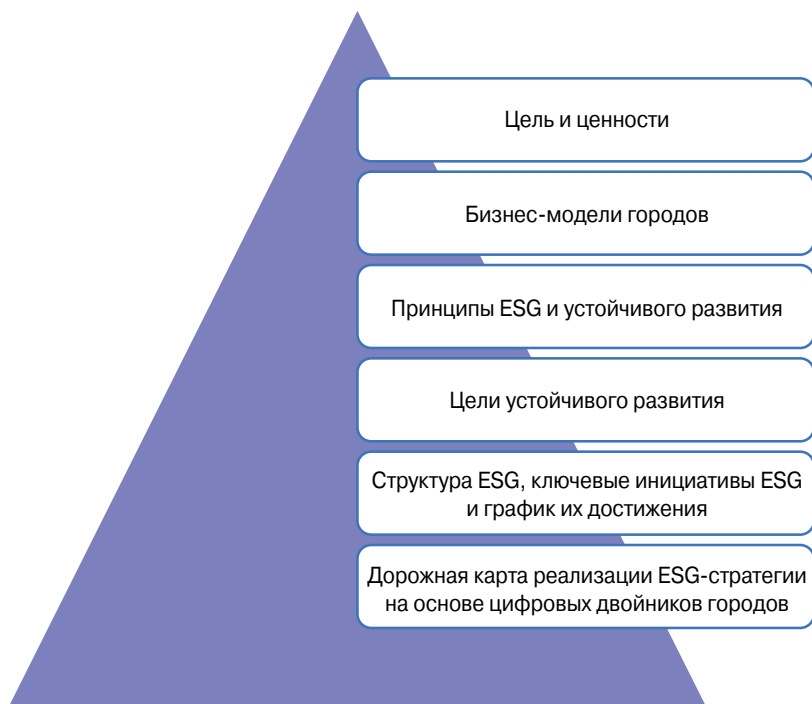 Цель и ценности
Бизнес-модели городов
Принципы ESG и устойчивого развития
Цели устойчивого развития
Структура ESG, ключевые инициативы ESG
и график их достижения
Дорожная карта реализации ESG-стратегии
на основе цифровых двойников городов